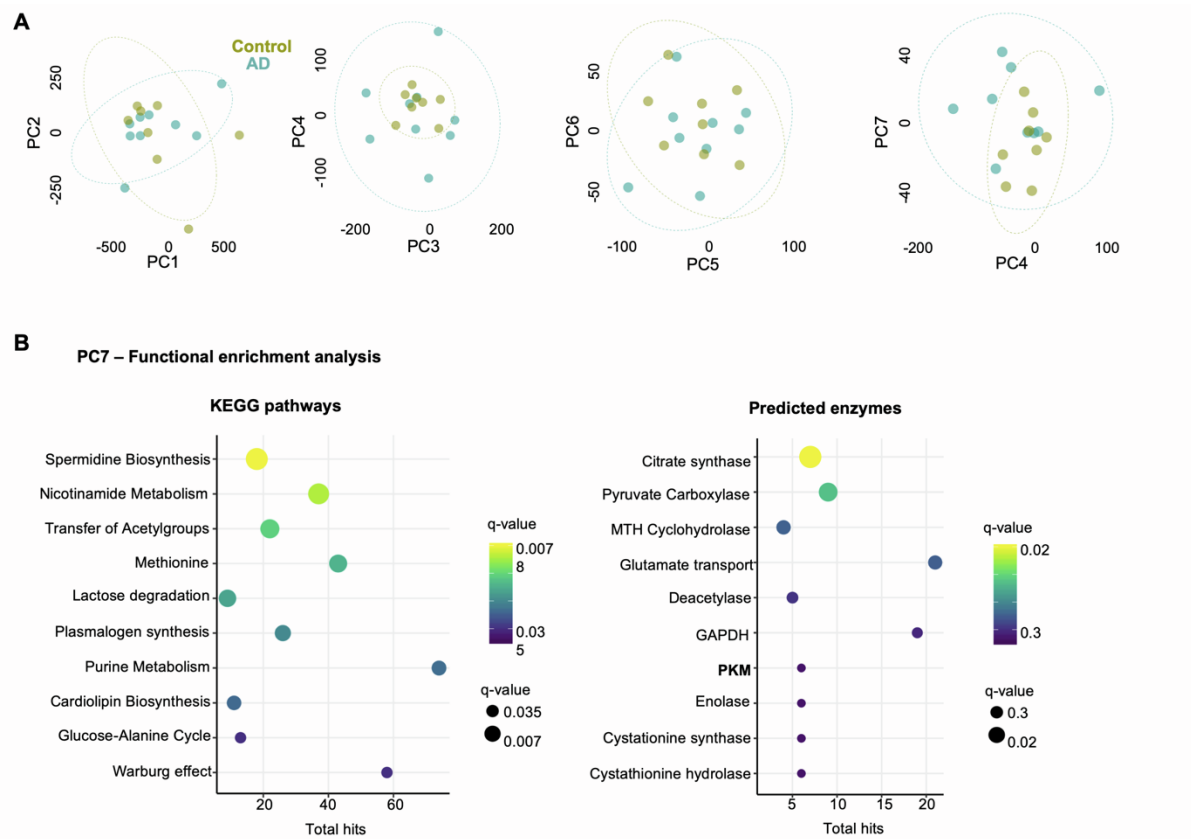 A
Control
AD
PC2
250
0
-250
-500
0
500
PC1
PC4
100
0
-100
-200
0
200
PC3
PC6
50
0
-50
-100
0
100
PC5
PC7
40
0
-40
-200
0
100
PC4
B
PC7 – Functional enrichment analysis
KEGG pathways
Spermidine Biosynthesis
Nicotinamide Metabolism
Transfer of Acetylgroups
Methionine
Lactose degradation
Plasmalogen synthesis
Purine Metabolism
Cardiolipin Biosynthesis
Glucose-Alanine Cycle
Warburg effect
20
40
60
Total hits
q-value
0.007
8
0.03
5
q-value
0.035
0.007
Predicted enzymes
Citrate synthase
Pyruvate Carboxylase
MTH Cyclohydrolase
Glutamate transport
Deacetylase
GAPDH
PKM
Enolase
Cystationine synthase
Cystathionine hydrolase
5
10
15
20
Total hits
q-value
0.02
0.3
q-value
0.3
0.02